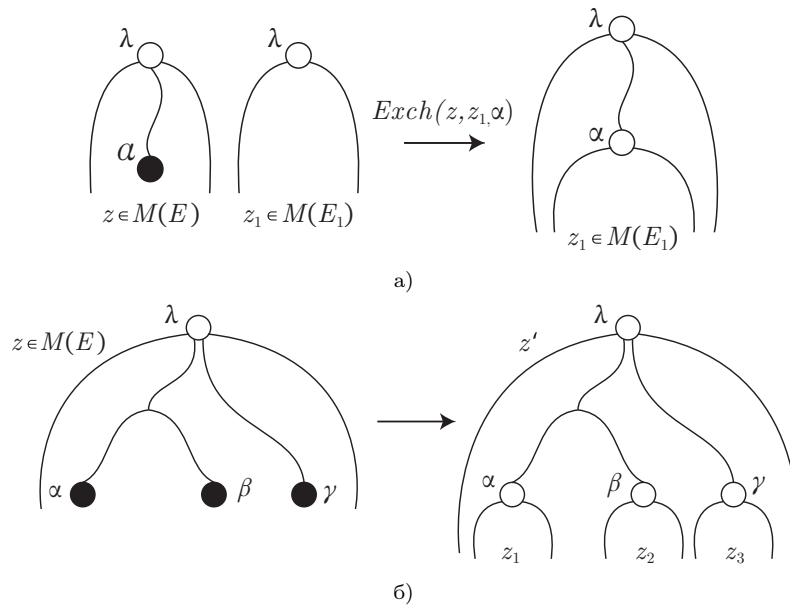 λ
λ
λ
Exch(z, z₁,α)
α
α
z∈M(E)
z₁∈M(E₁)
z₁∈M(E₁)
а)
λ
λ
z∈M(E)
z'
α
β
γ
α
β
γ
z₁
z₂
z₃
б)